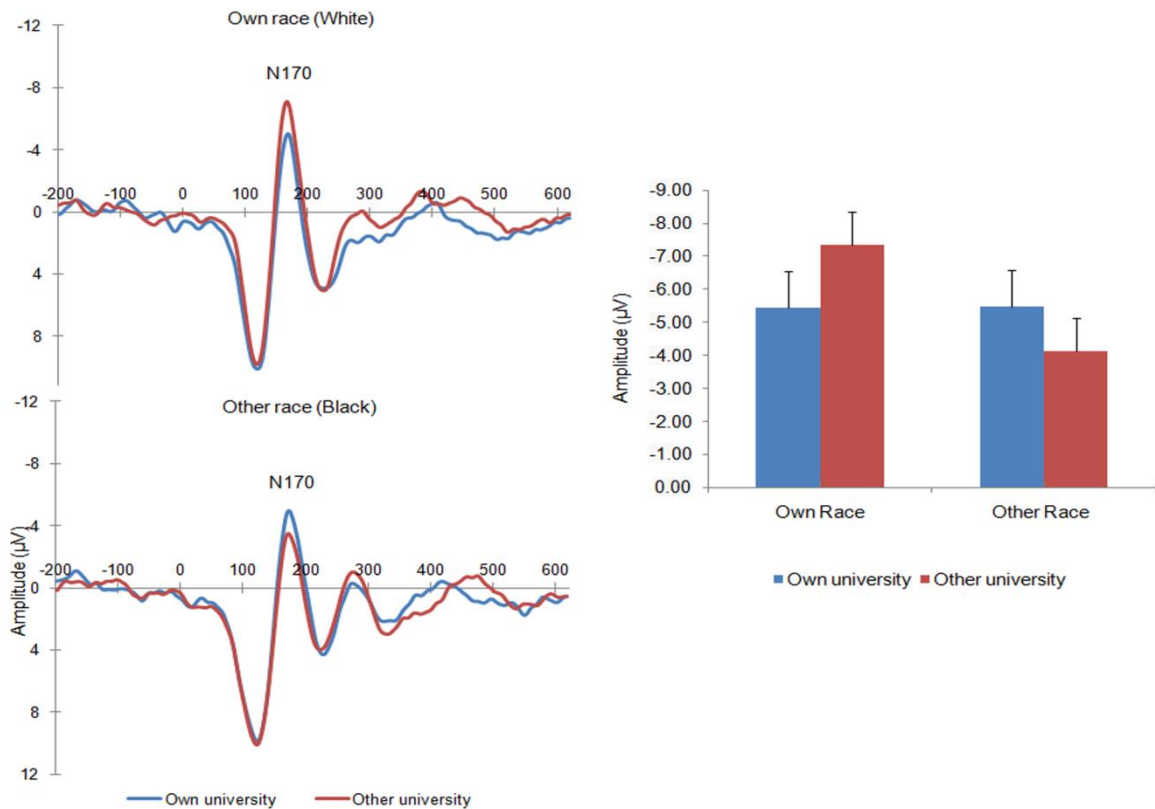 Own race (White)
N170
-12
-8
-4
0
4
8
-200 -100 0 100 200 300 400 500 600
Other race (Black)
N170
-12
-8
-4
0
4
8
12
Amplitude (µV)
-200 -100 0 100 200 300 400 500 600
Own university Other university
-9.00
-8.00
-7.00
-6.00
-5.00
-4.00
-3.00
-2.00
-1.00
0.00
Amplitude (µV)
Own Race Other Race
Own university Other university